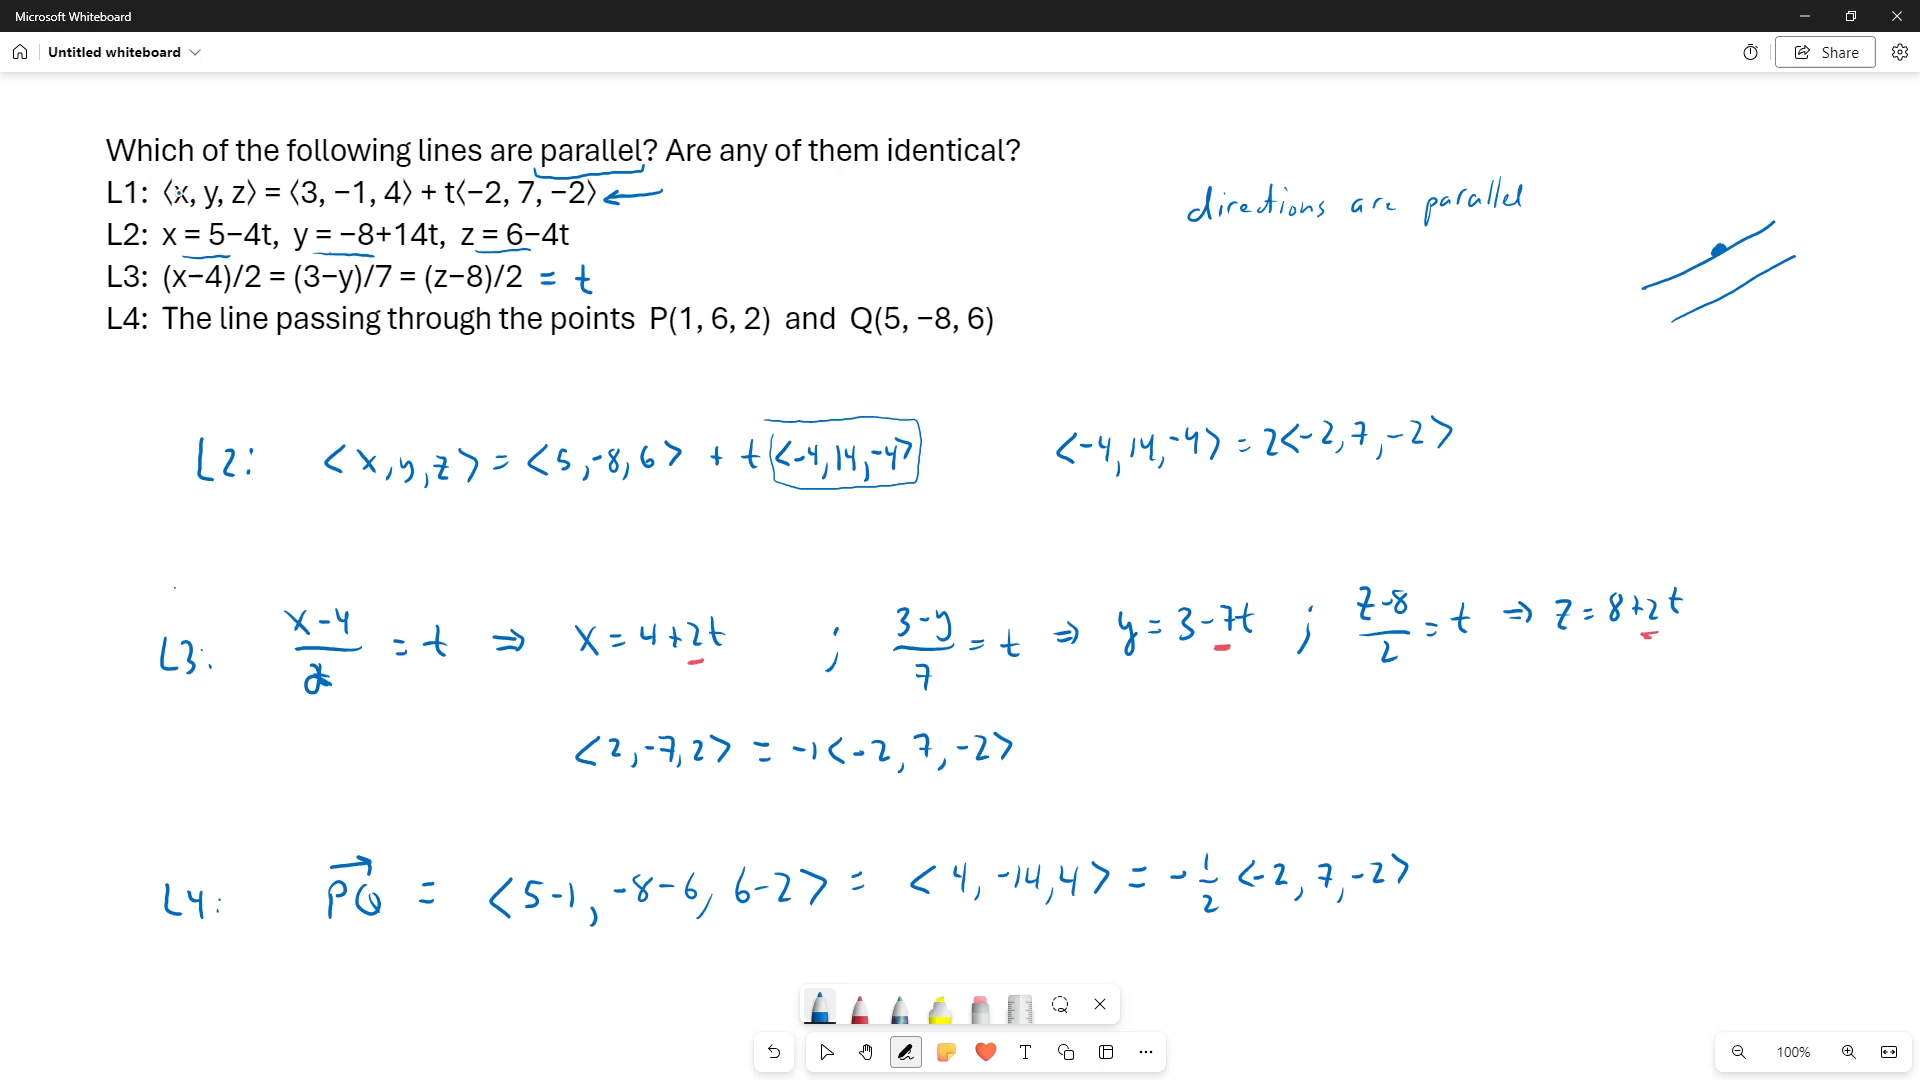 Microsoft Whiteboard
Untitled whiteboard
Share
Which of the following lines are parallel? Are any of them identical?
L1: ⟨x, y, z⟩ = ⟨3, −1, 4⟩ + t⟨−2, 7, −2⟩ ←
L2: x = 5−4t, y = −8+14t, z = 6−4t
L3: (x−4)/2 = (3−y)/7 = (z−8)/2 = t
L4: The line passing through the points P(1, 6, 2) and Q(5, −8, 6)
directions are parallel
L2: <x,y,z> = <5,-8,6> + t<-4,14,-4> <-4,14,-4> = 2<-2,7,-2>
L3: (x-4)/2 = t ⇒ x = 4+2t ; (3-y)/7 = t ⇒ y = 3-7t ; (z-8)/2 = t ⇒ z = 8+2t
<2,-7,2> = -1<-2,7,-2>
L4: →PQ = <5-1, -8-6, 6-2> = <4,-14,4> = -1/2 <-2,7,-2>
T
100%